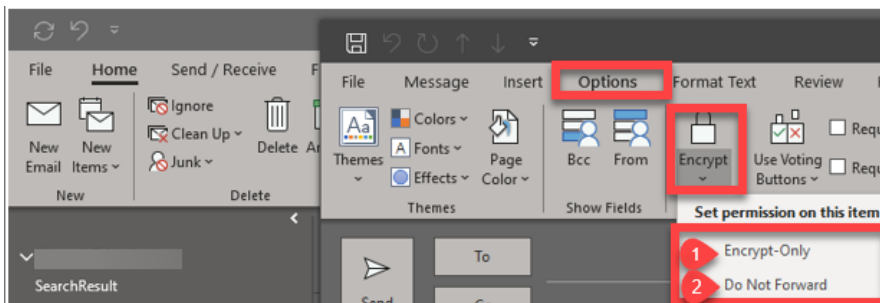 File Home Send / Receive F
New Email
New Items
Ignore
Clean Up
Junk
Delete
New
Delete
SearchResult
File Message Insert Options Format Text Review
Themes
Colors
Fonts
Effects
Page Color
Themes
Bcc From
Show Fields
Encrypt
Use Voting Buttons
Set permission on this item
1 Encrypt-Only
2 Do Not Forward
To
Send